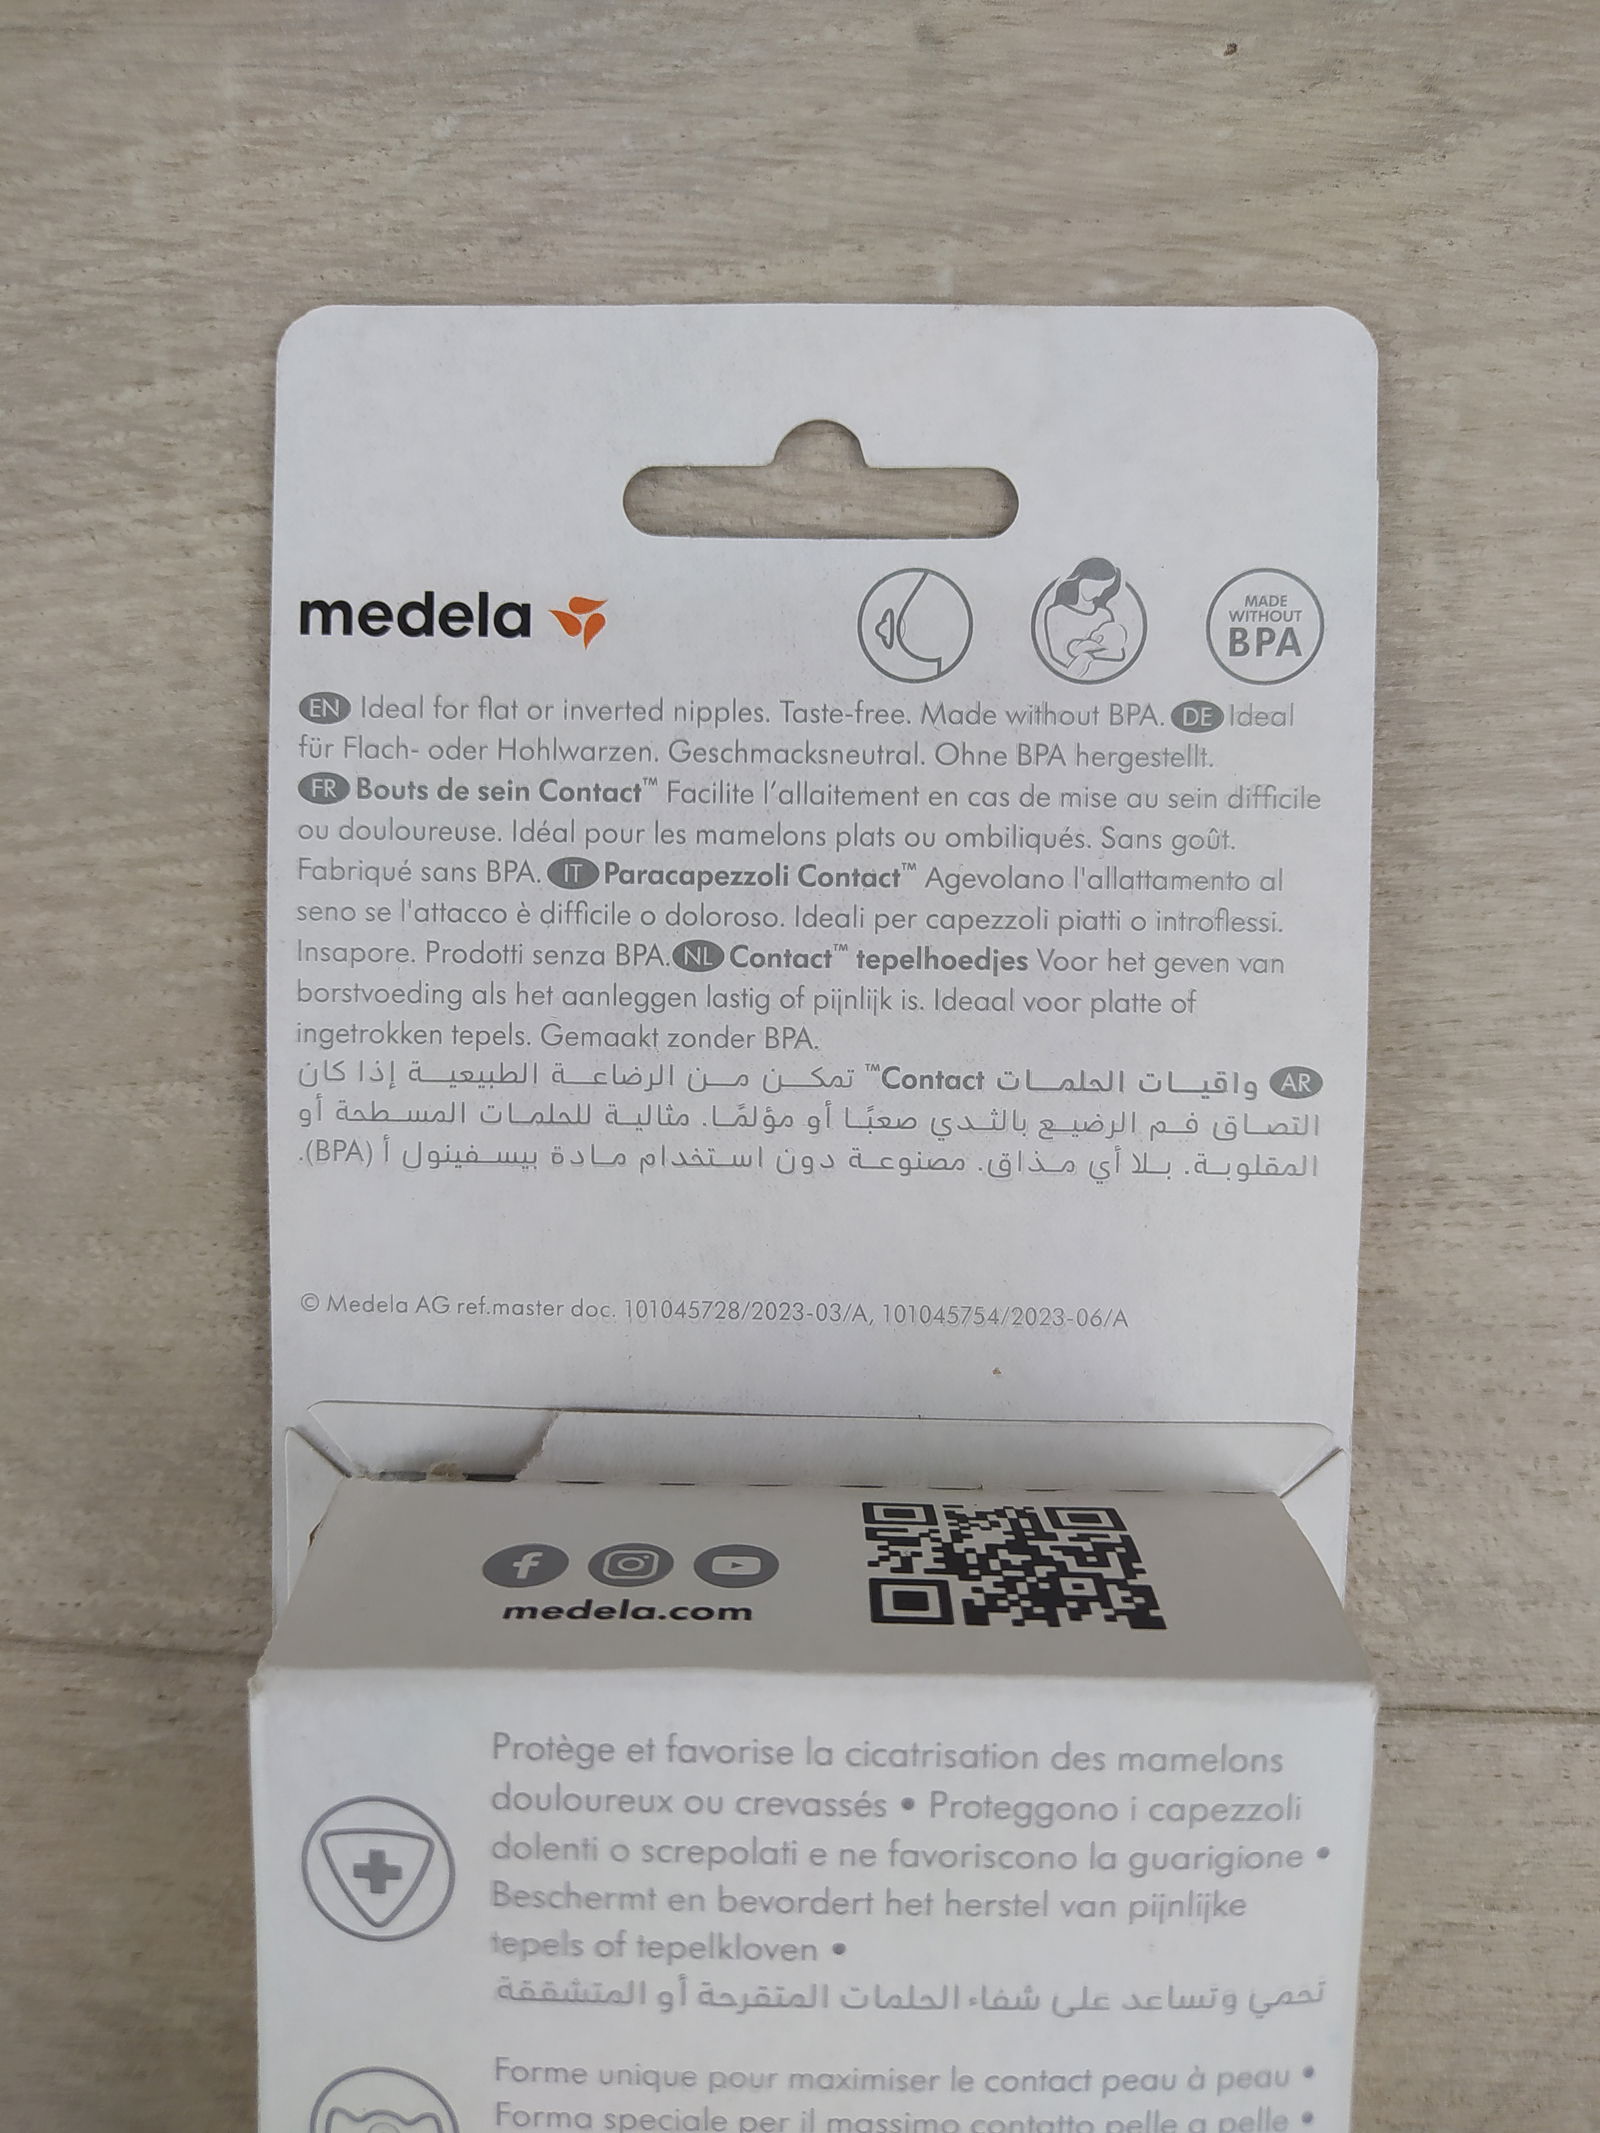 medela
MADE
WITHOUT
BPA
EN Ideal for flat or inverted nipples. Taste-free. Made without BPA. DE Ideal
für Flach- oder Hohlwarzen. Geschmacksneutral. Ohne BPA hergestellt.
FR Bouts de sein Contact™ Facilite l’allaitement en cas de mise au sein difficile
ou douloureuse. Idéal pour les mamelons plats ou ombiliqués. Sans goût.
Fabriqué sans BPA. IT Paracapezzoli Contact™ Agevolano l'allattamento al
seno se l'attacco è difficile o doloroso. Ideali per capezzoli piatti o introflessi.
Insapore. Prodotti senza BPA. NL Contact™ tepelhoedjes Voor het geven van
borstvoeding als het aanleggen lastig of pijnlijk is. Ideaal voor platte of
ingetrokken tepels. Gemaakt zonder BPA.
AR واقيات الحلمات Contact™ تمكن من الرضاعة الطبيعية إذا كان
التصاق فم الرضيع بالثدي صعبًا أو مؤلمًا. مثالية للحلمات المسطحة أو
المقلوبة. بلا أي مذاق. مصنوعة دون استخدام مادة بيسفينول أ (BPA).
© Medela AG ref.master doc. 101045728/2023-03/A, 101045754/2023-06/A
medela.com
Protège et favorise la cicatrisation des mamelons
douloureux ou crevassés • Proteggono i capezzoli
dolenti o screpolati e ne favoriscono la guarigione •
Beschermt en bevordert het herstel van pijnlijke
tepels of tepelkloven •
تحمي وتساعد على شفاء الحلمات المتقرحة أو المتشققة
Forme unique pour maximiser le contact peau à peau •
Forma speciale per il massimo contatto pelle a pelle •